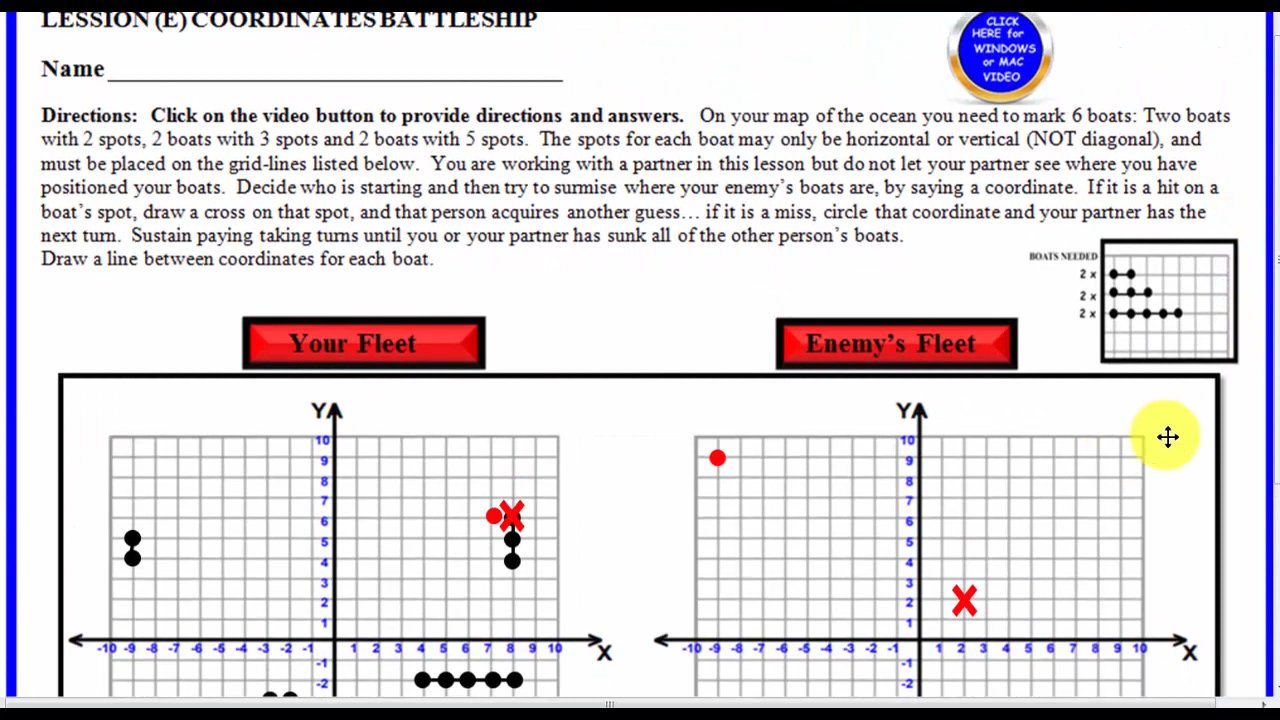 LESSION (E) COORDINATES BATTLESHIP
CLICK
HERE for
WINDOWS
or MAC
VIDEO
Name
Directions: Click on the video button to provide directions and answers. On your map of the ocean you need to mark 6 boats: Two boats
with 2 spots, 2 boats with 3 spots and 2 boats with 5 spots. The spots for each boat may only be horizontal or vertical (NOT diagonal), and
must be placed on the grid-lines listed below. You are working with a partner in this lesson but do not let your partner see where you have
positioned your boats. Decide who is starting and then try to surmise where your enemy's boats are, by saying a coordinate. If it is a hit on a
boat's spot, draw a cross on that spot, and that person acquires another guess... if it is a miss, circle that coordinate and your partner has the
next turn. Sustain paying taking turns until you or your partner has sunk all of the other person's boats.
Draw a line between coordinates for each boat.
BOATS NEEDED
2 x
2 x
2 x
Your Fleet
Enemy's Fleet
Y
10
9
8
7
6
5
4
3
2
1
-10 -9 -8 -7 -6 -5 -4 -3 -2 -1 1 2 3 4 5 6 7 8 9 10
X
-1
-2
Y
10
9
8
7
6
5
4
3
2
1
-10 -9 -8 -7 -6 -5 -4 -3 -2 -1 1 2 3 4 5 6 7 8 9 10
X
-1
-2